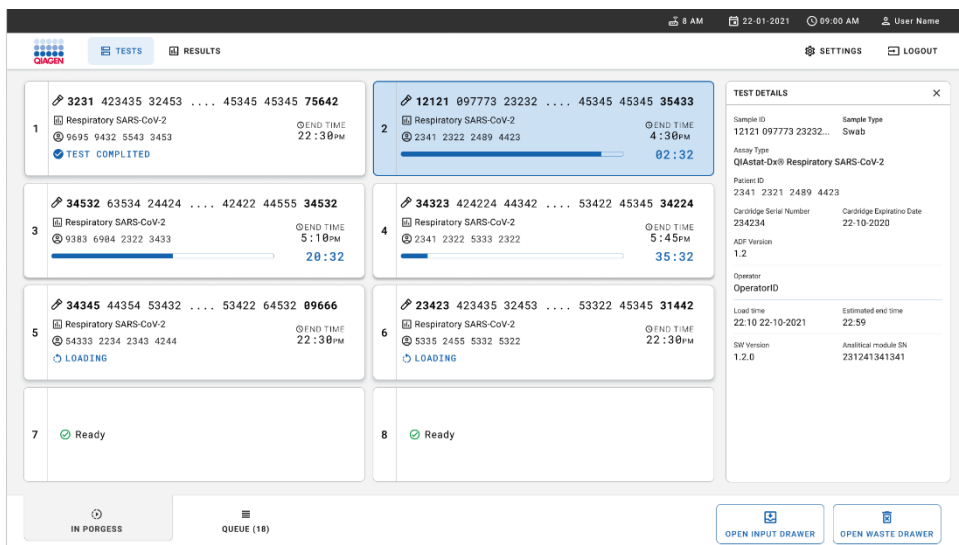 8 AM 22-01-2021 09:00 AM User Name
QIAGEN TESTS RESULTS SETTINGS LOGOUT
1
3231 423435 32453 .... 45345 45345 75642
Respiratory SARS-CoV-2
9695 9432 5543 3453
END TIME
22:30PM
TEST COMPLITED
2
12121 097773 23232 .... 45345 45345 35433
Respiratory SARS-CoV-2
2341 2322 2489 4423
END TIME
4:30PM
02:32
3
34532 63534 24424 .... 42422 44555 34532
Respiratory SARS-CoV-2
9383 6904 2322 3433
END TIME
5:10PM
20:32
4
34323 424224 44342 .... 53422 45345 34224
Respiratory SARS-CoV-2
2341 2322 5333 2322
END TIME
5:45PM
35:32
5
34345 44354 53432 .... 53422 64532 09666
Respiratory SARS-CoV-2
54333 2234 2343 4244
END TIME
22:30PM
LOADING
6
23423 423435 32453 .... 53322 45345 31442
Respiratory SARS-CoV-2
5335 2455 5332 5322
END TIME
22:30PM
LOADING
7 Ready
8 Ready
TEST DETAILS
Sample ID Sample Type
12121 097773 23232... Swab
Assay Type
QIAstat-Dx® Respiratory SARS-CoV-2
Patient ID
2341 2321 2489 4423
Cardridge Serial Number Cardridge Expiratino Date
234234 22-10-2020
ADF Version
1.2
Operator
OperatorID
Load time Estimated end time
22:10 22-10-2021 22:59
SW Version Analitical module SN
1.2.0 231241341341
IN PORGESS QUEUE (18) OPEN INPUT DRAWER OPEN WASTE DRAWER